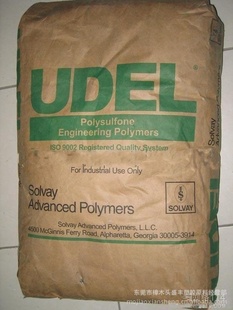 UDEL
Polysulfone
Engineering Polymers
ISO 9002 Registered Quality System
For Industrial Use Only
Solvay
Advanced Polymers
SOLVAY
Solvay Advanced Polymers, L.L.C.
4500 McGinnis Ferry Road, Alpharetta, Georgia 30005-3914